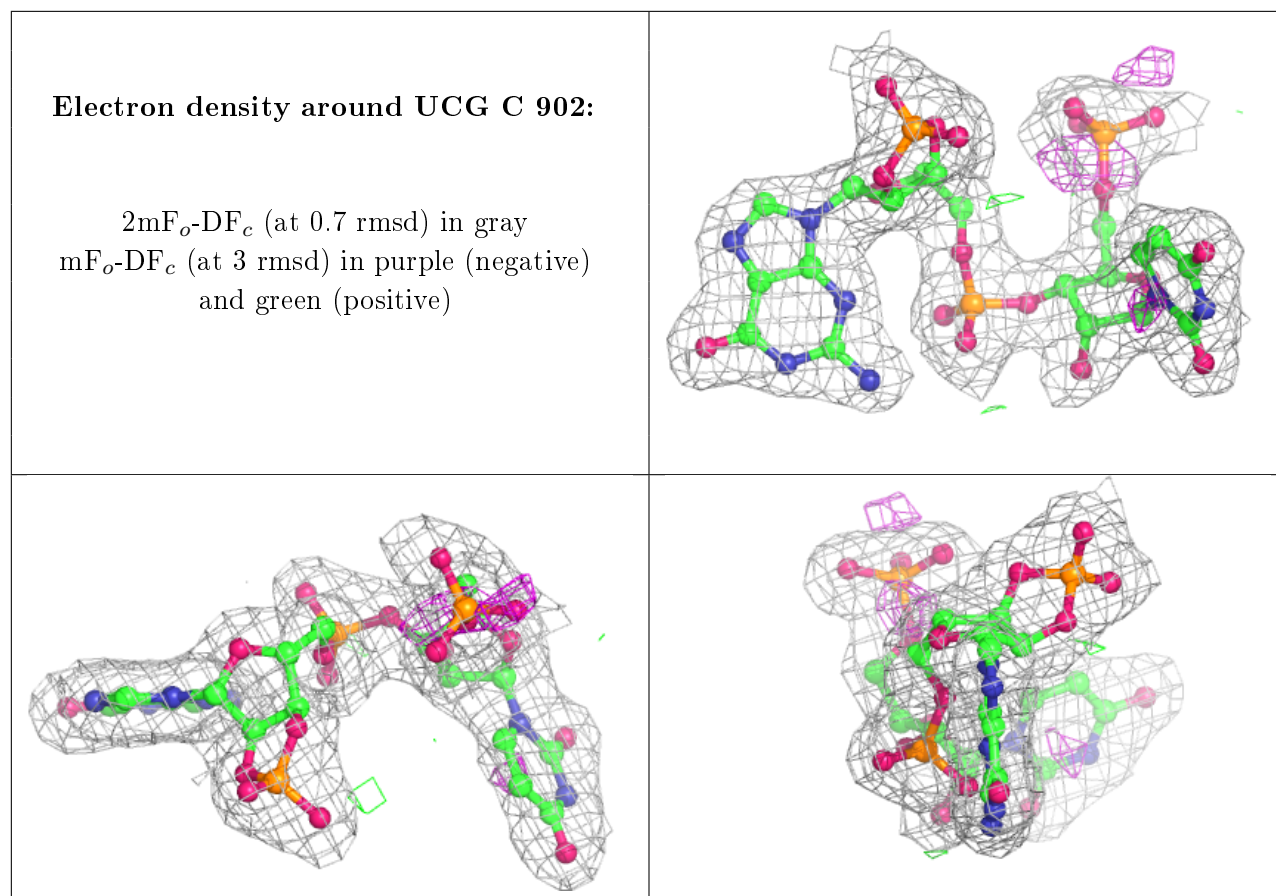 Electron density around UCG C 902:
2mFₒ-DF𝒸 (at 0.7 rmsd) in gray
mFₒ-DF𝒸 (at 3 rmsd) in purple (negative)
and green (positive)